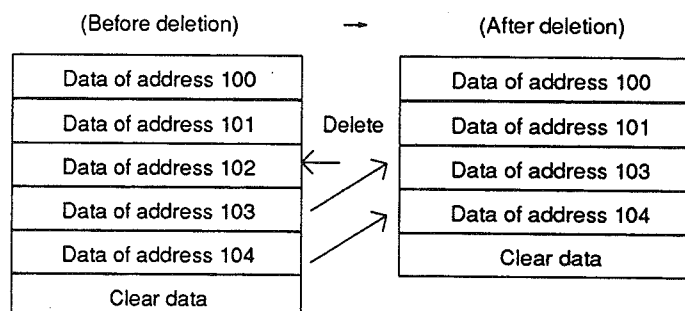 (Before deletion) → (After deletion)
Data of address 100
Data of address 101
Data of address 102
Data of address 103
Data of address 104
Clear data
Delete
Data of address 100
Data of address 101
Data of address 103
Data of address 104
Clear data